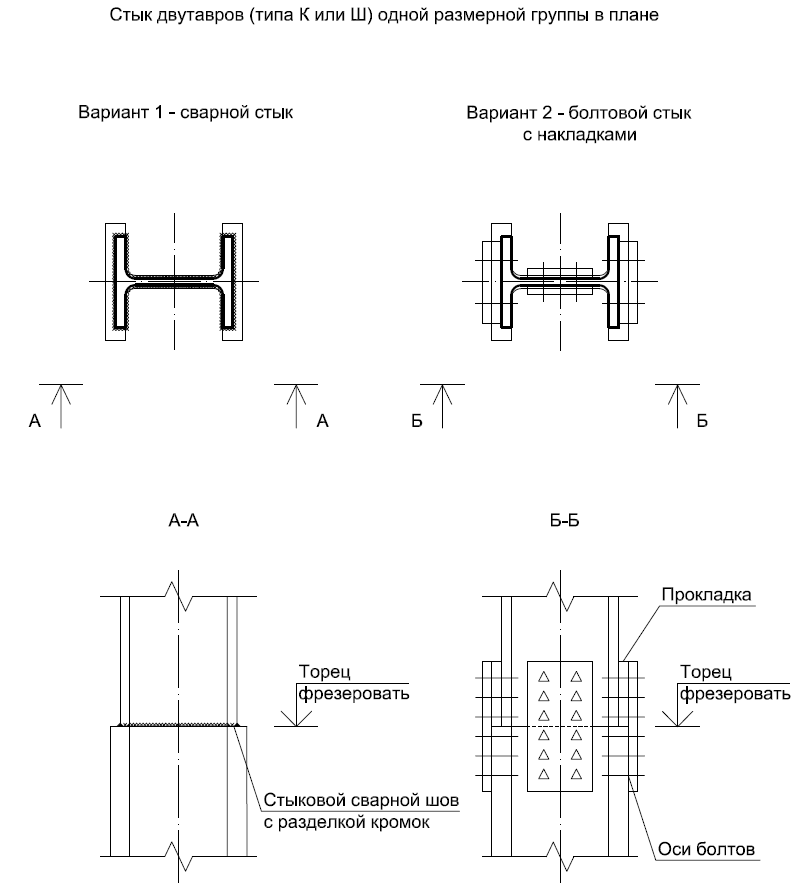 Стык двутавров (типа К или Ш) одной размерной группы в плане
Вариант 1 - сварной стык
Вариант 2 - болтовой стык
с накладками
А
А
Б
Б
А-А
Б-Б
Торец
фрезеровать
Стыковой сварной шов
с разделкой кромок
Прокладка
Торец
фрезеровать
Оси болтов